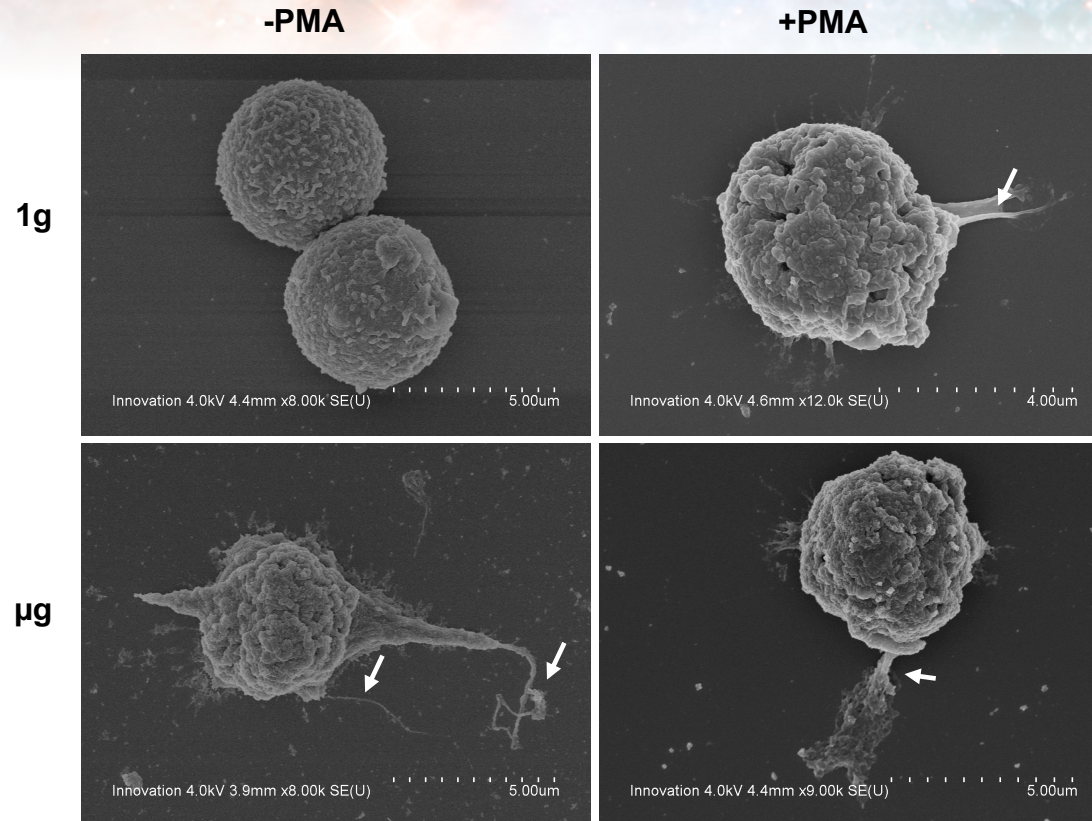 -PMA
+PMA
1g
Innovation 4.0kV 4.4mm x8.00k SE(U)
5.00um
Innovation 4.0kV 4.6mm x12.0k SE(U)
4.00um
µg
Innovation 4.0kV 3.9mm x8.00k SE(U)
5.00um
Innovation 4.0kV 4.4mm x9.00k SE(U)
5.00um